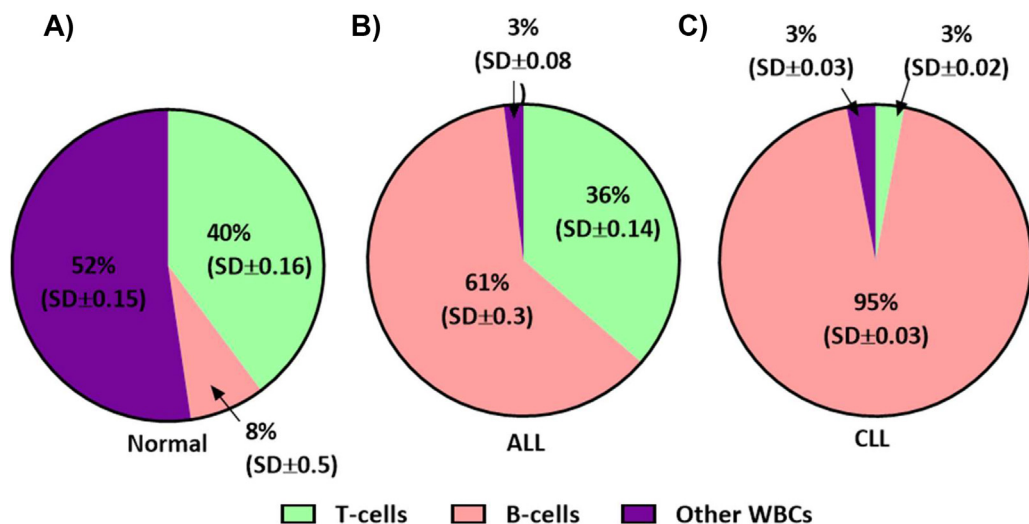 A)
40%
(SD±0.16)
52%
(SD±0.15)
8%
(SD±0.5)
Normal
B)
3%
(SD±0.08
)
36%
(SD±0.14)
61%
(SD±0.3)
ALL
C)
3%
(SD±0.03)
3%
(SD±0.02)
95%
(SD±0.03)
CLL
T-cells
B-cells
Other WBCs